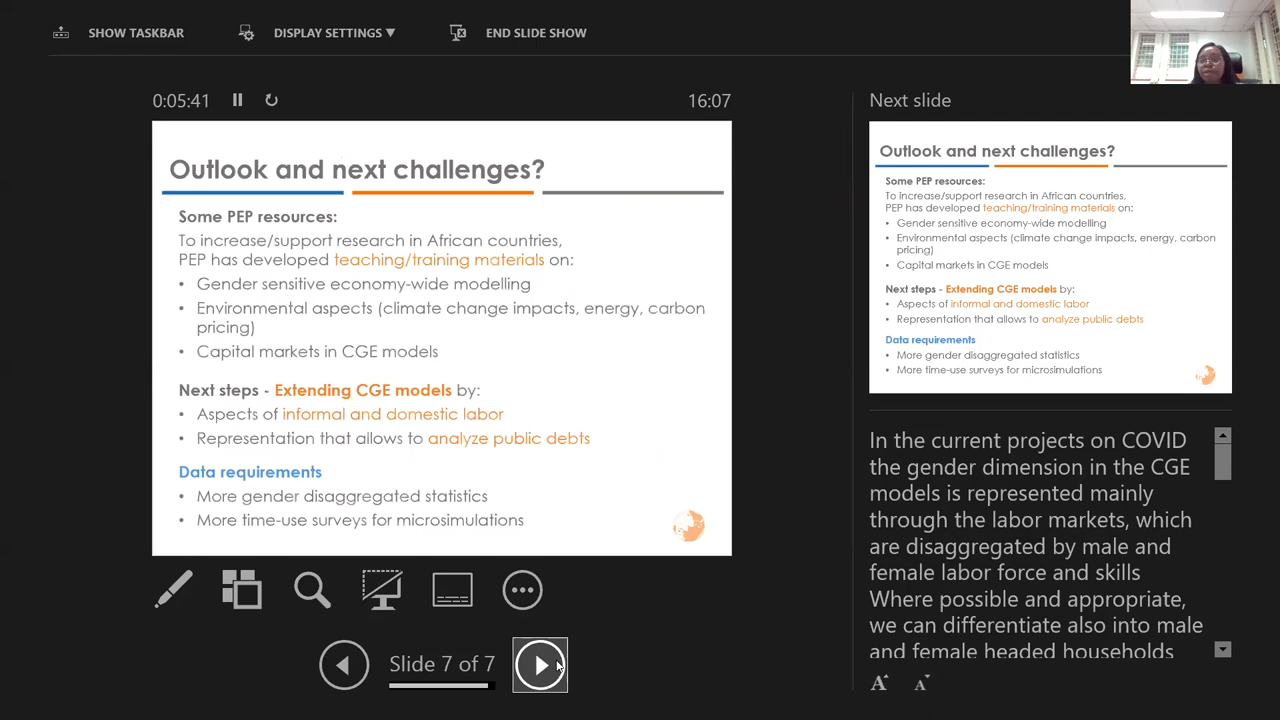 SHOW TASKBAR
DISPLAY SETTINGS ▼
END SLIDE SHOW
0:05:41
16:07
Outlook and next challenges?
Some PEP resources:
To increase/support research in African countries,
PEP has developed teaching/training materials on:
• Gender sensitive economy-wide modelling
• Environmental aspects (climate change impacts, energy, carbon
pricing)
• Capital markets in CGE models
Next steps - Extending CGE models by:
• Aspects of informal and domestic labor
• Representation that allows to analyze public debts
Data requirements
• More gender disaggregated statistics
• More time-use surveys for microsimulations
Slide 7 of 7
Next slide
Outlook and next challenges?
Some PEP resources:
To increase/support research in African countries,
PEP has developed teaching/training materials on:
• Gender sensitive economy-wide modelling
• Environmental aspects (climate change impacts, energy, carbon
pricing)
• Capital markets in CGE models
Next steps - Extending CGE models by:
• Aspects of informal and domestic labor
• Representation that allows to analyze public debts
Data requirements
• More gender disaggregated statistics
• More time-use surveys for microsimulations
In the current projects on COVID
the gender dimension in the CGE
models is represented mainly
through the labor markets, which
are disaggregated by male and
female labor force and skills
Where possible and appropriate,
we can differentiate also into male
and female headed households
A A